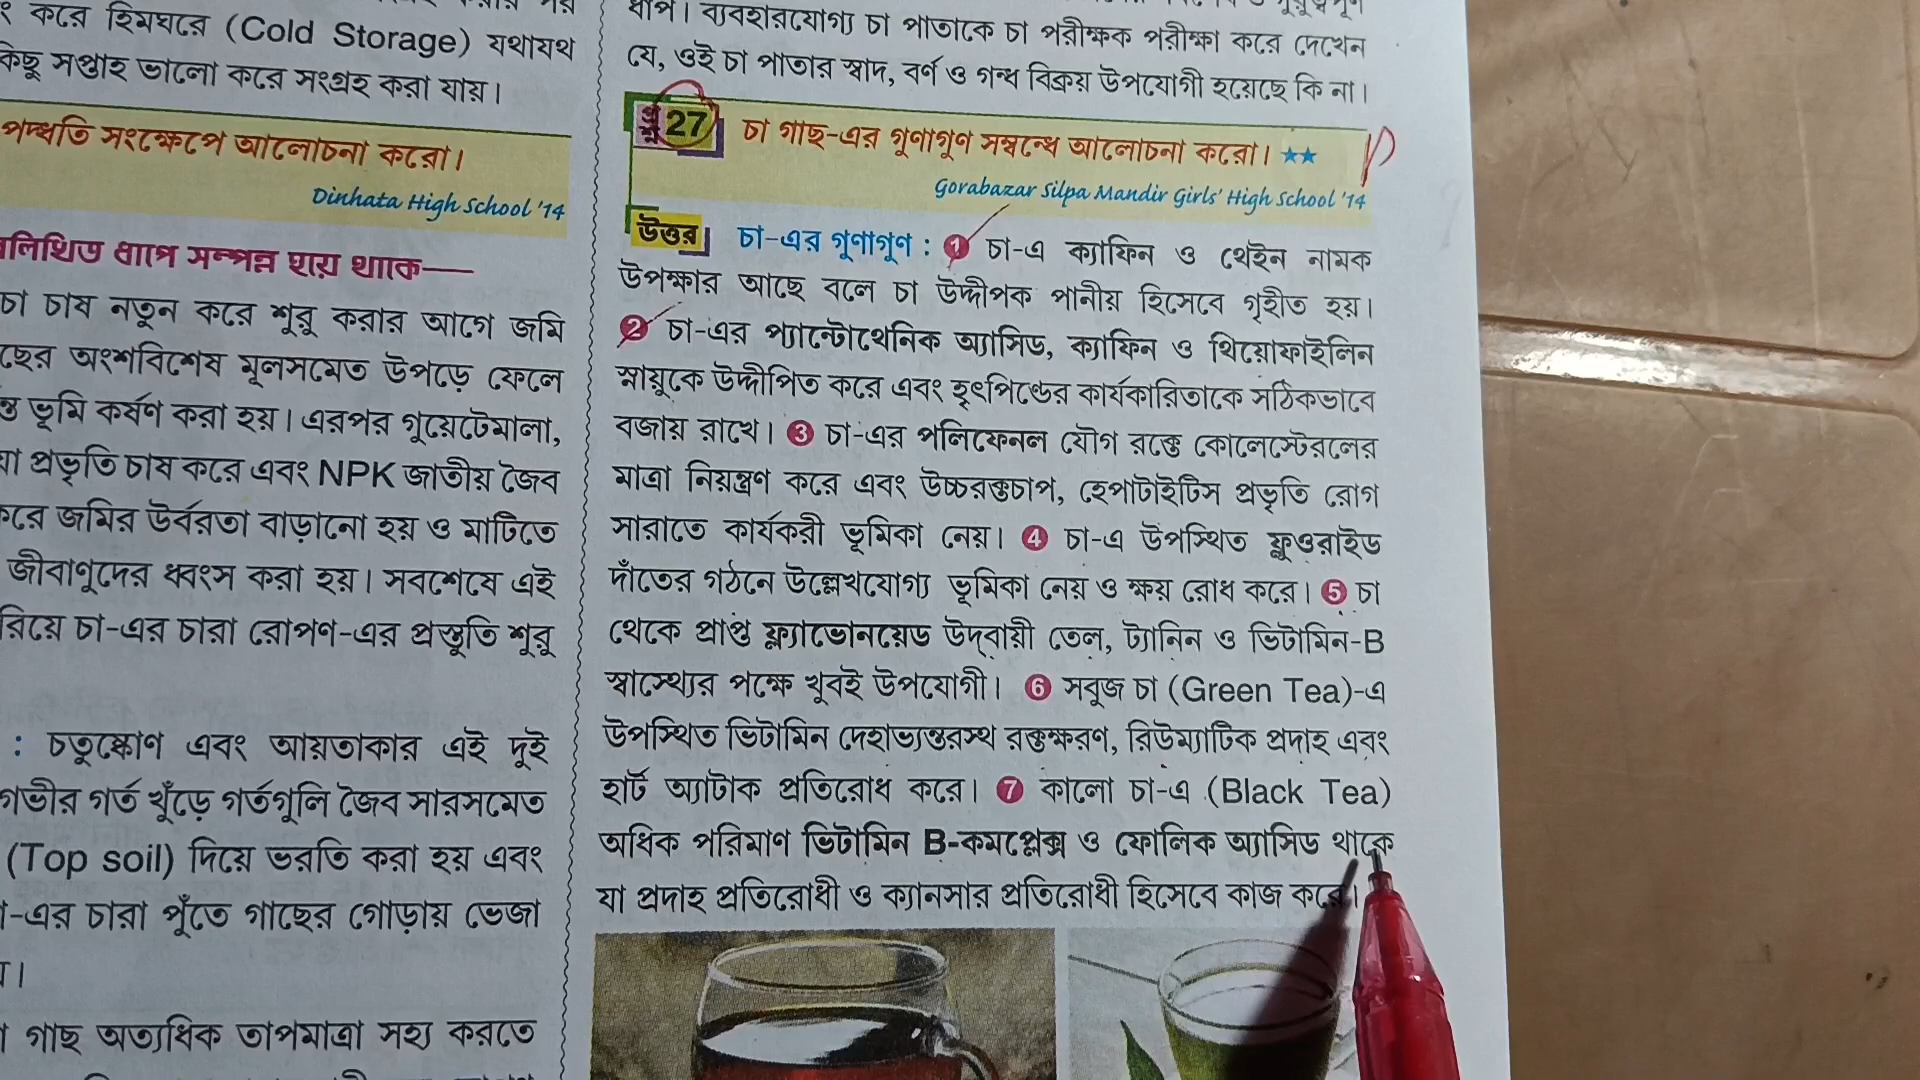 করে হিমঘরে (Cold Storage) যথাযথ
কিছু সপ্তাহ ভালো করে সংগ্রহ করা যায়।
পদ্ধতি সংক্ষেপে আলোচনা করো।
Dinhata High School '14
সম্পন্ন হয়ে থাকে—
চা চাষ নতুন করে শুরু করার আগে জমি
অংশবিশেষ মূলসমেত উপড়ে ফেলে
ভূমি কর্ষণ করা হয়। এরপর গুয়েটেমালা,
প্রভৃতি চাষ করে এবং NPK জাতীয় জৈব
করে জমির উর্বরতা বাড়ানো হয় ও মাটিতে
জীবাণুদের ধ্বংস করা হয়। সবশেষে এই
চা-এর চারা রোপণ-এর প্রস্তুতি শুরু
: চতুষ্কোণ এবং আয়তাকার এই দুই
গভীর গর্ত খুঁড়ে গর্তগুলি জৈব সারসমেত
(Top soil) দিয়ে ভরতি করা হয় এবং
-এর চারা পুঁতে গাছের গোড়ায় ভেজা
গাছ অত্যধিক তাপমাত্রা সহ্য করতে
ধাপ। ব্যবহারযোগ্য চা পাতাকে চা পরীক্ষক পরীক্ষা করে দেখেন
যে, ওই চা পাতার স্বাদ, বর্ণ ও গন্ধ বিক্রয় উপযোগী হয়েছে কি না।
প্রশ্ন 27 চা গাছ-এর গুণাগুণ সম্বন্ধে আলোচনা করো। ★★
Gorabazar Silpa Mandir Girls' High School '14
উত্তর চা-এর গুণাগুণ : 1 চা-এ ক্যাফিন ও থেইন নামক
উপক্ষার আছে বলে চা উদ্দীপক পানীয় হিসেবে গৃহীত হয়।
2 চা-এর প্যান্টোথেনিক অ্যাসিড, ক্যাফিন ও থিয়োফাইলিন
স্নায়ুকে উদ্দীপিত করে এবং হৃৎপিণ্ডের কার্যকারিতাকে সঠিকভাবে
বজায় রাখে। 3 চা-এর পলিফেনল যৌগ রক্তে কোলেস্টেরলের
মাত্রা নিয়ন্ত্রণ করে এবং উচ্চরক্তচাপ, হেপাটাইটিস প্রভৃতি রোগ
সারাতে কার্যকরী ভূমিকা নেয়। 4 চা-এ উপস্থিত ফ্লুওরাইড
দাঁতের গঠনে উল্লেখযোগ্য ভূমিকা নেয় ও ক্ষয় রোধ করে। 5 চা
থেকে প্রাপ্ত ফ্ল্যাভোনয়েড উদ্‌বায়ী তেল, ট্যানিন ও ভিটামিন-B
স্বাস্থ্যের পক্ষে খুবই উপযোগী। 6 সবুজ চা (Green Tea)-এ
উপস্থিত ভিটামিন দেহাভ্যন্তরস্থ রক্তক্ষরণ, রিউম্যাটিক প্রদাহ এবং
হার্ট অ্যাটাক প্রতিরোধ করে। 7 কালো চা-এ (Black Tea)
অধিক পরিমাণ ভিটামিন B-কমপ্লেক্স ও ফোলিক অ্যাসিড থাকে
যা প্রদাহ প্রতিরোধী ও ক্যানসার প্রতিরোধী হিসেবে কাজ করে।